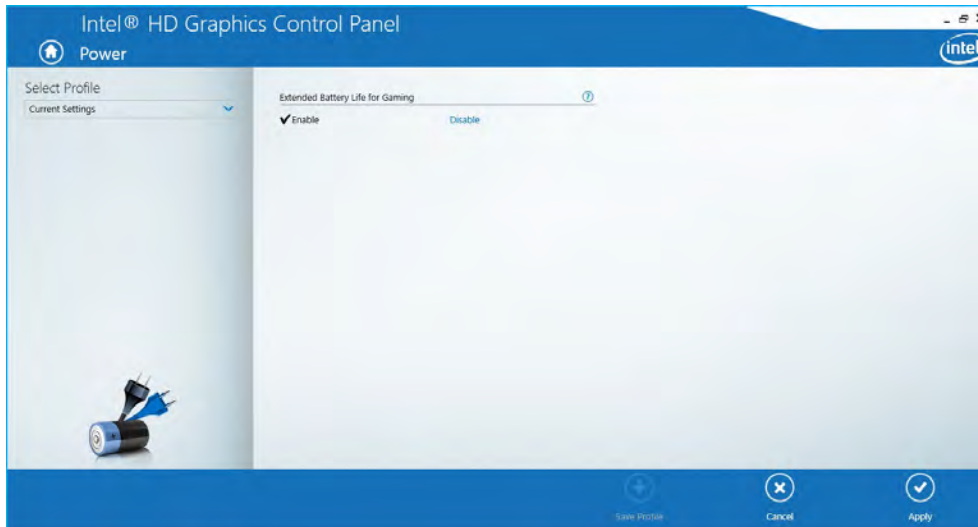 Intel® HD Graphics Control Panel
Power
intel
Select Profile
Current Settings
Extended Battery Life for Gaming
?
Enable
Disable
Save Profile
Cancel
Apply